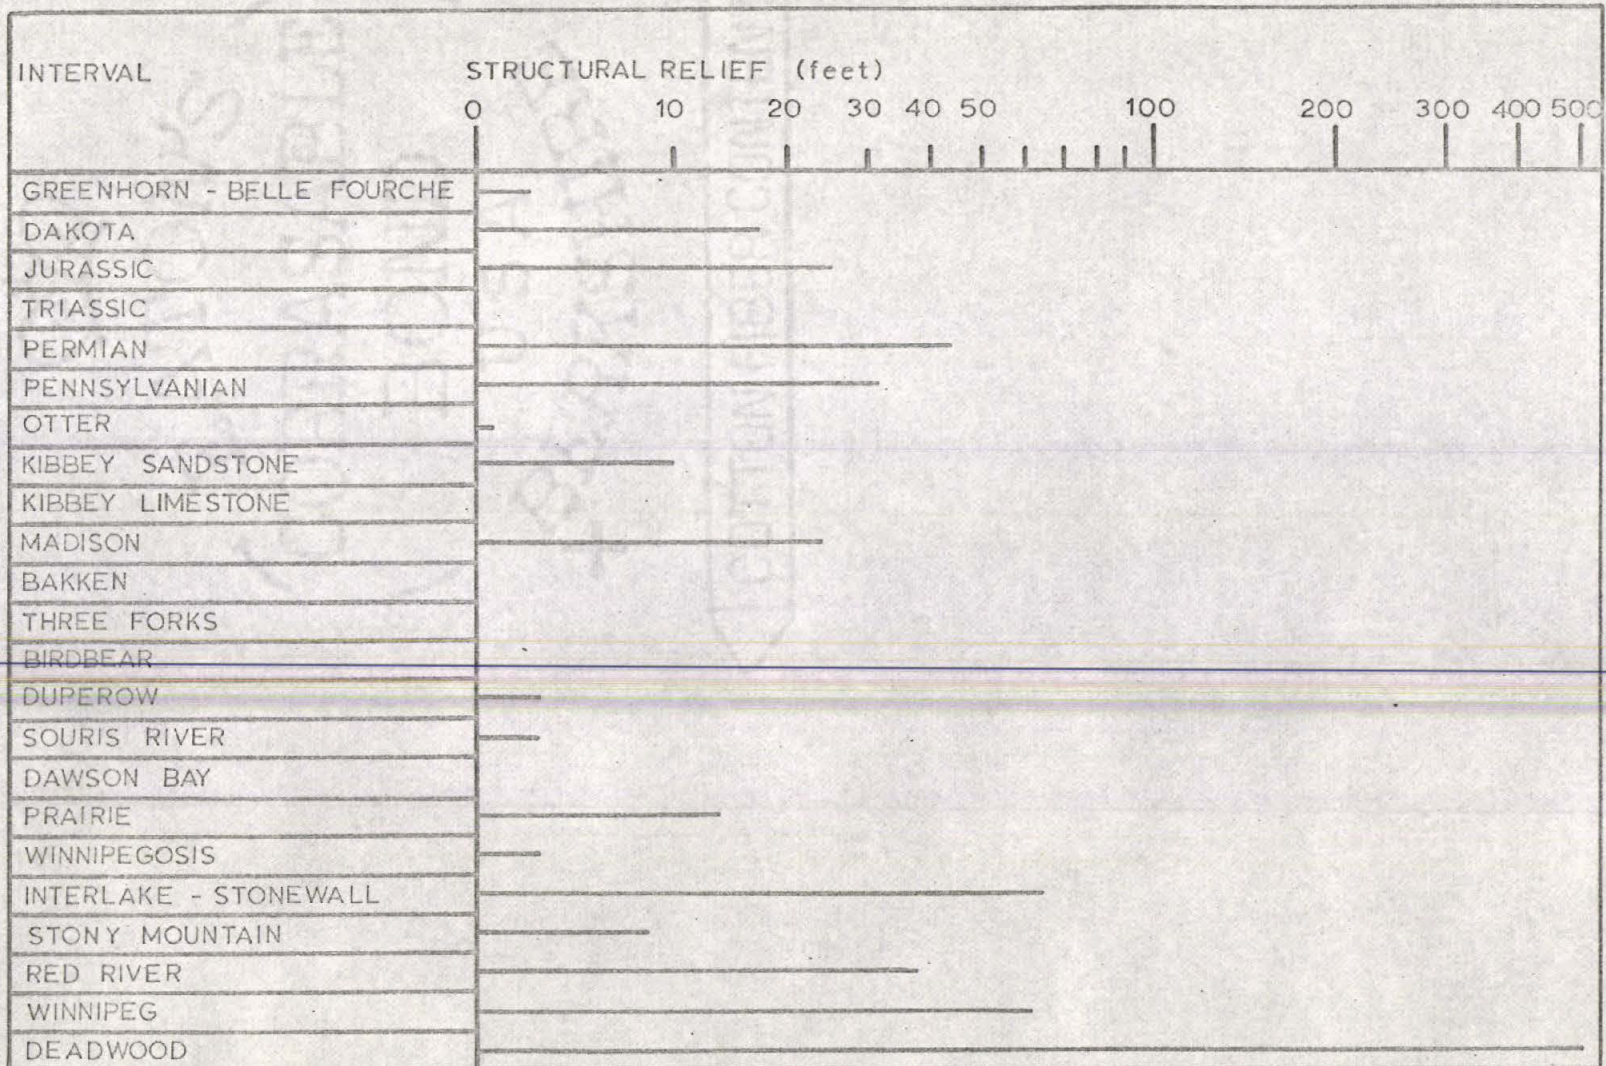 INTERVAL STRUCTURAL RELIEF (feet)
0 10 20 30 40 50 100 200 300 400 500
GREENHORN - BELLE FOURCHE
DAKOTA
JURASSIC
TRIASSIC
PERMIAN
PENNSYLVANIAN
OTTER
KIBBEY SANDSTONE
KIBBEY LIMESTONE
MADISON
BAKKEN
THREE FORKS
BIRDBEAR
DUPEROW
SOURIS RIVER
DAWSON BAY
PRAIRIE
WINNIPEGOSIS
INTERLAKE - STONEWALL
STONY MOUNTAIN
RED RIVER
WINNIPEG
DEADWOOD